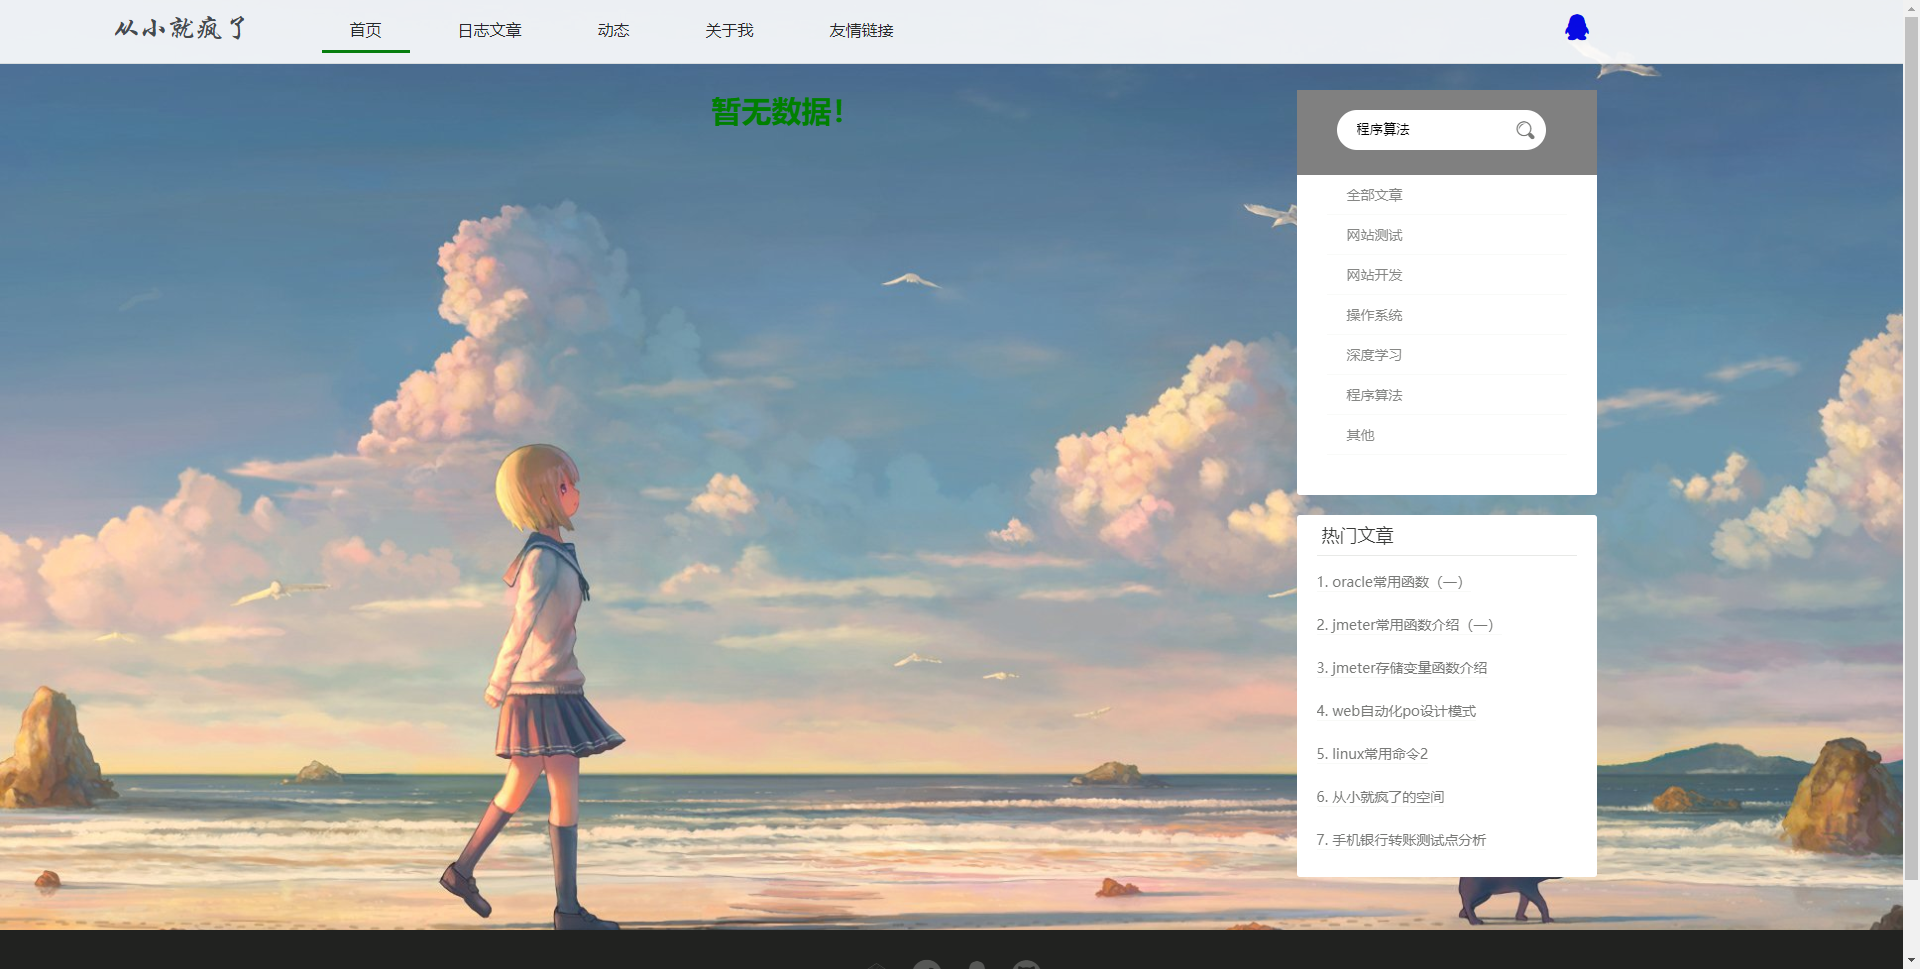 从小就疯了
首页
日志文章
动态
关于我
友情链接
暂无数据！
程序算法
全部文章
网站测试
网站开发
操作系统
深度学习
程序算法
其他
热门文章
1. oracle常用函数（一）
2. jmeter常用函数介绍（一）
3. jmeter存储变量函数介绍
4. web自动化po设计模式
5. linux常用命令2
6. 从小就疯了的空间
7. 手机银行转账测试点分析